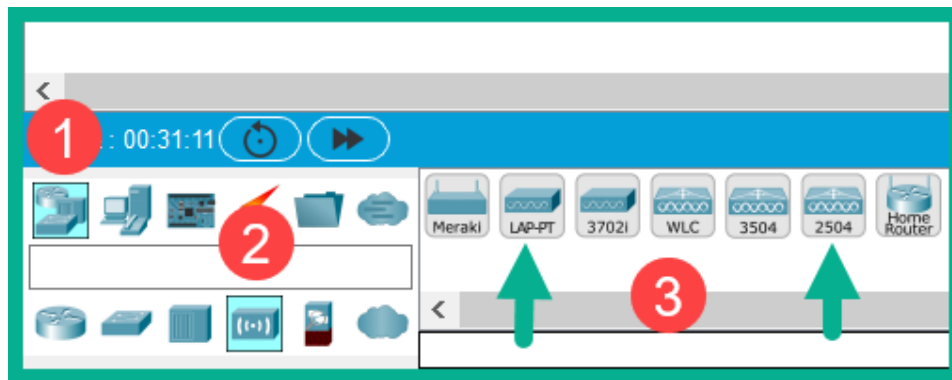 1
: 00:31:11
2
Meraki
LAP-PT
3702i
WLC
3504
2504
Home
Router
3